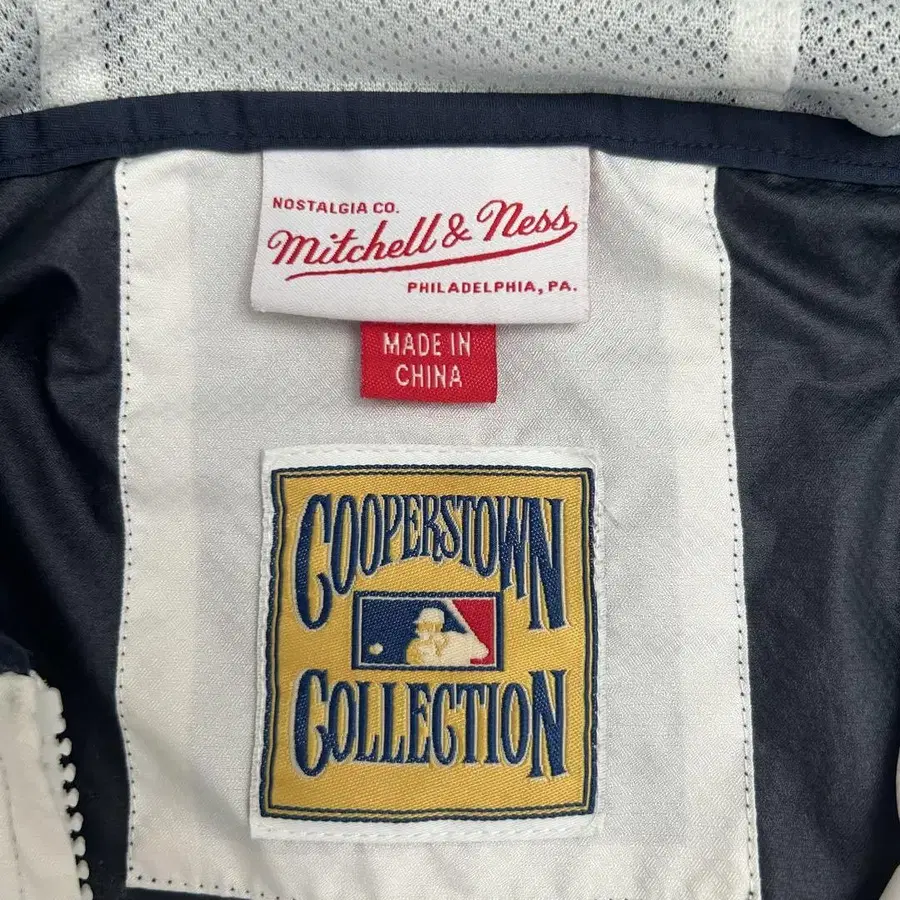 NOSTALGIA CO.
Mitchell & Ness
PHILADELPHIA, PA.
MADE IN
CHINA
COOPERSTOWN
COLLECTION